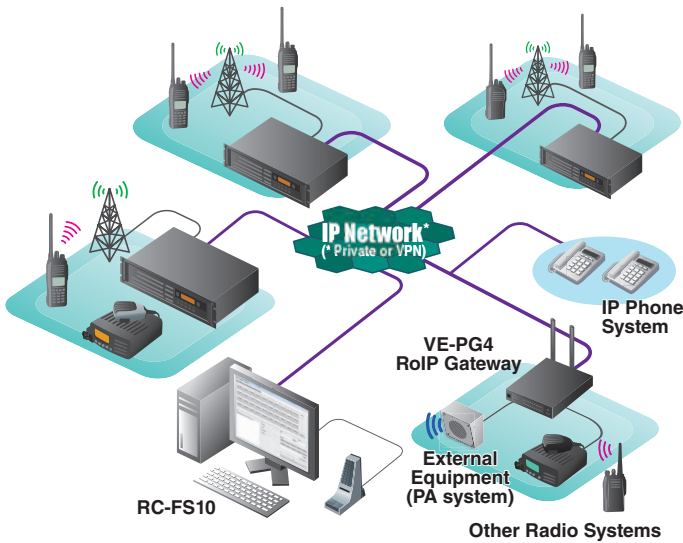 IP Network*
(* Private or VPN)
IP Phone
System
VE-PG4
RoIP Gateway
External
Equipment
(PA system)
RC-FS10
Other Radio Systems